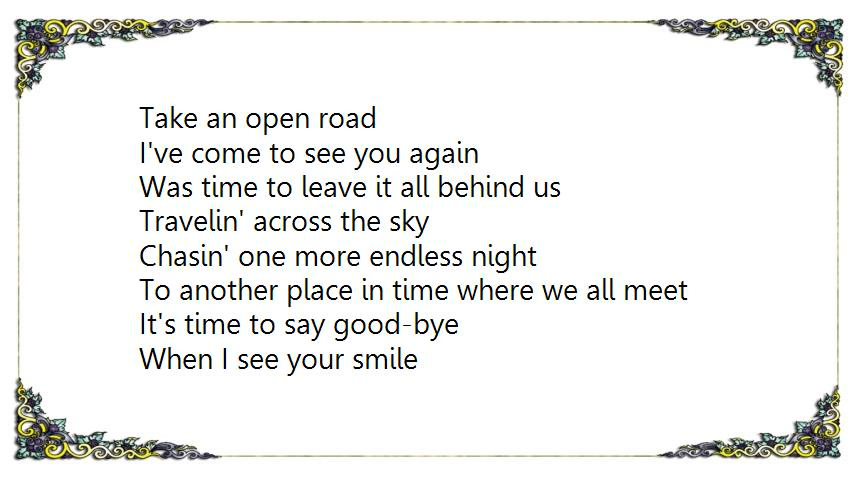 Take an open road
I've come to see you again
Was time to leave it all behind us
Travelin' across the sky
Chasin' one more endless night
To another place in time where we all meet
It's time to say good-bye
When I see your smile